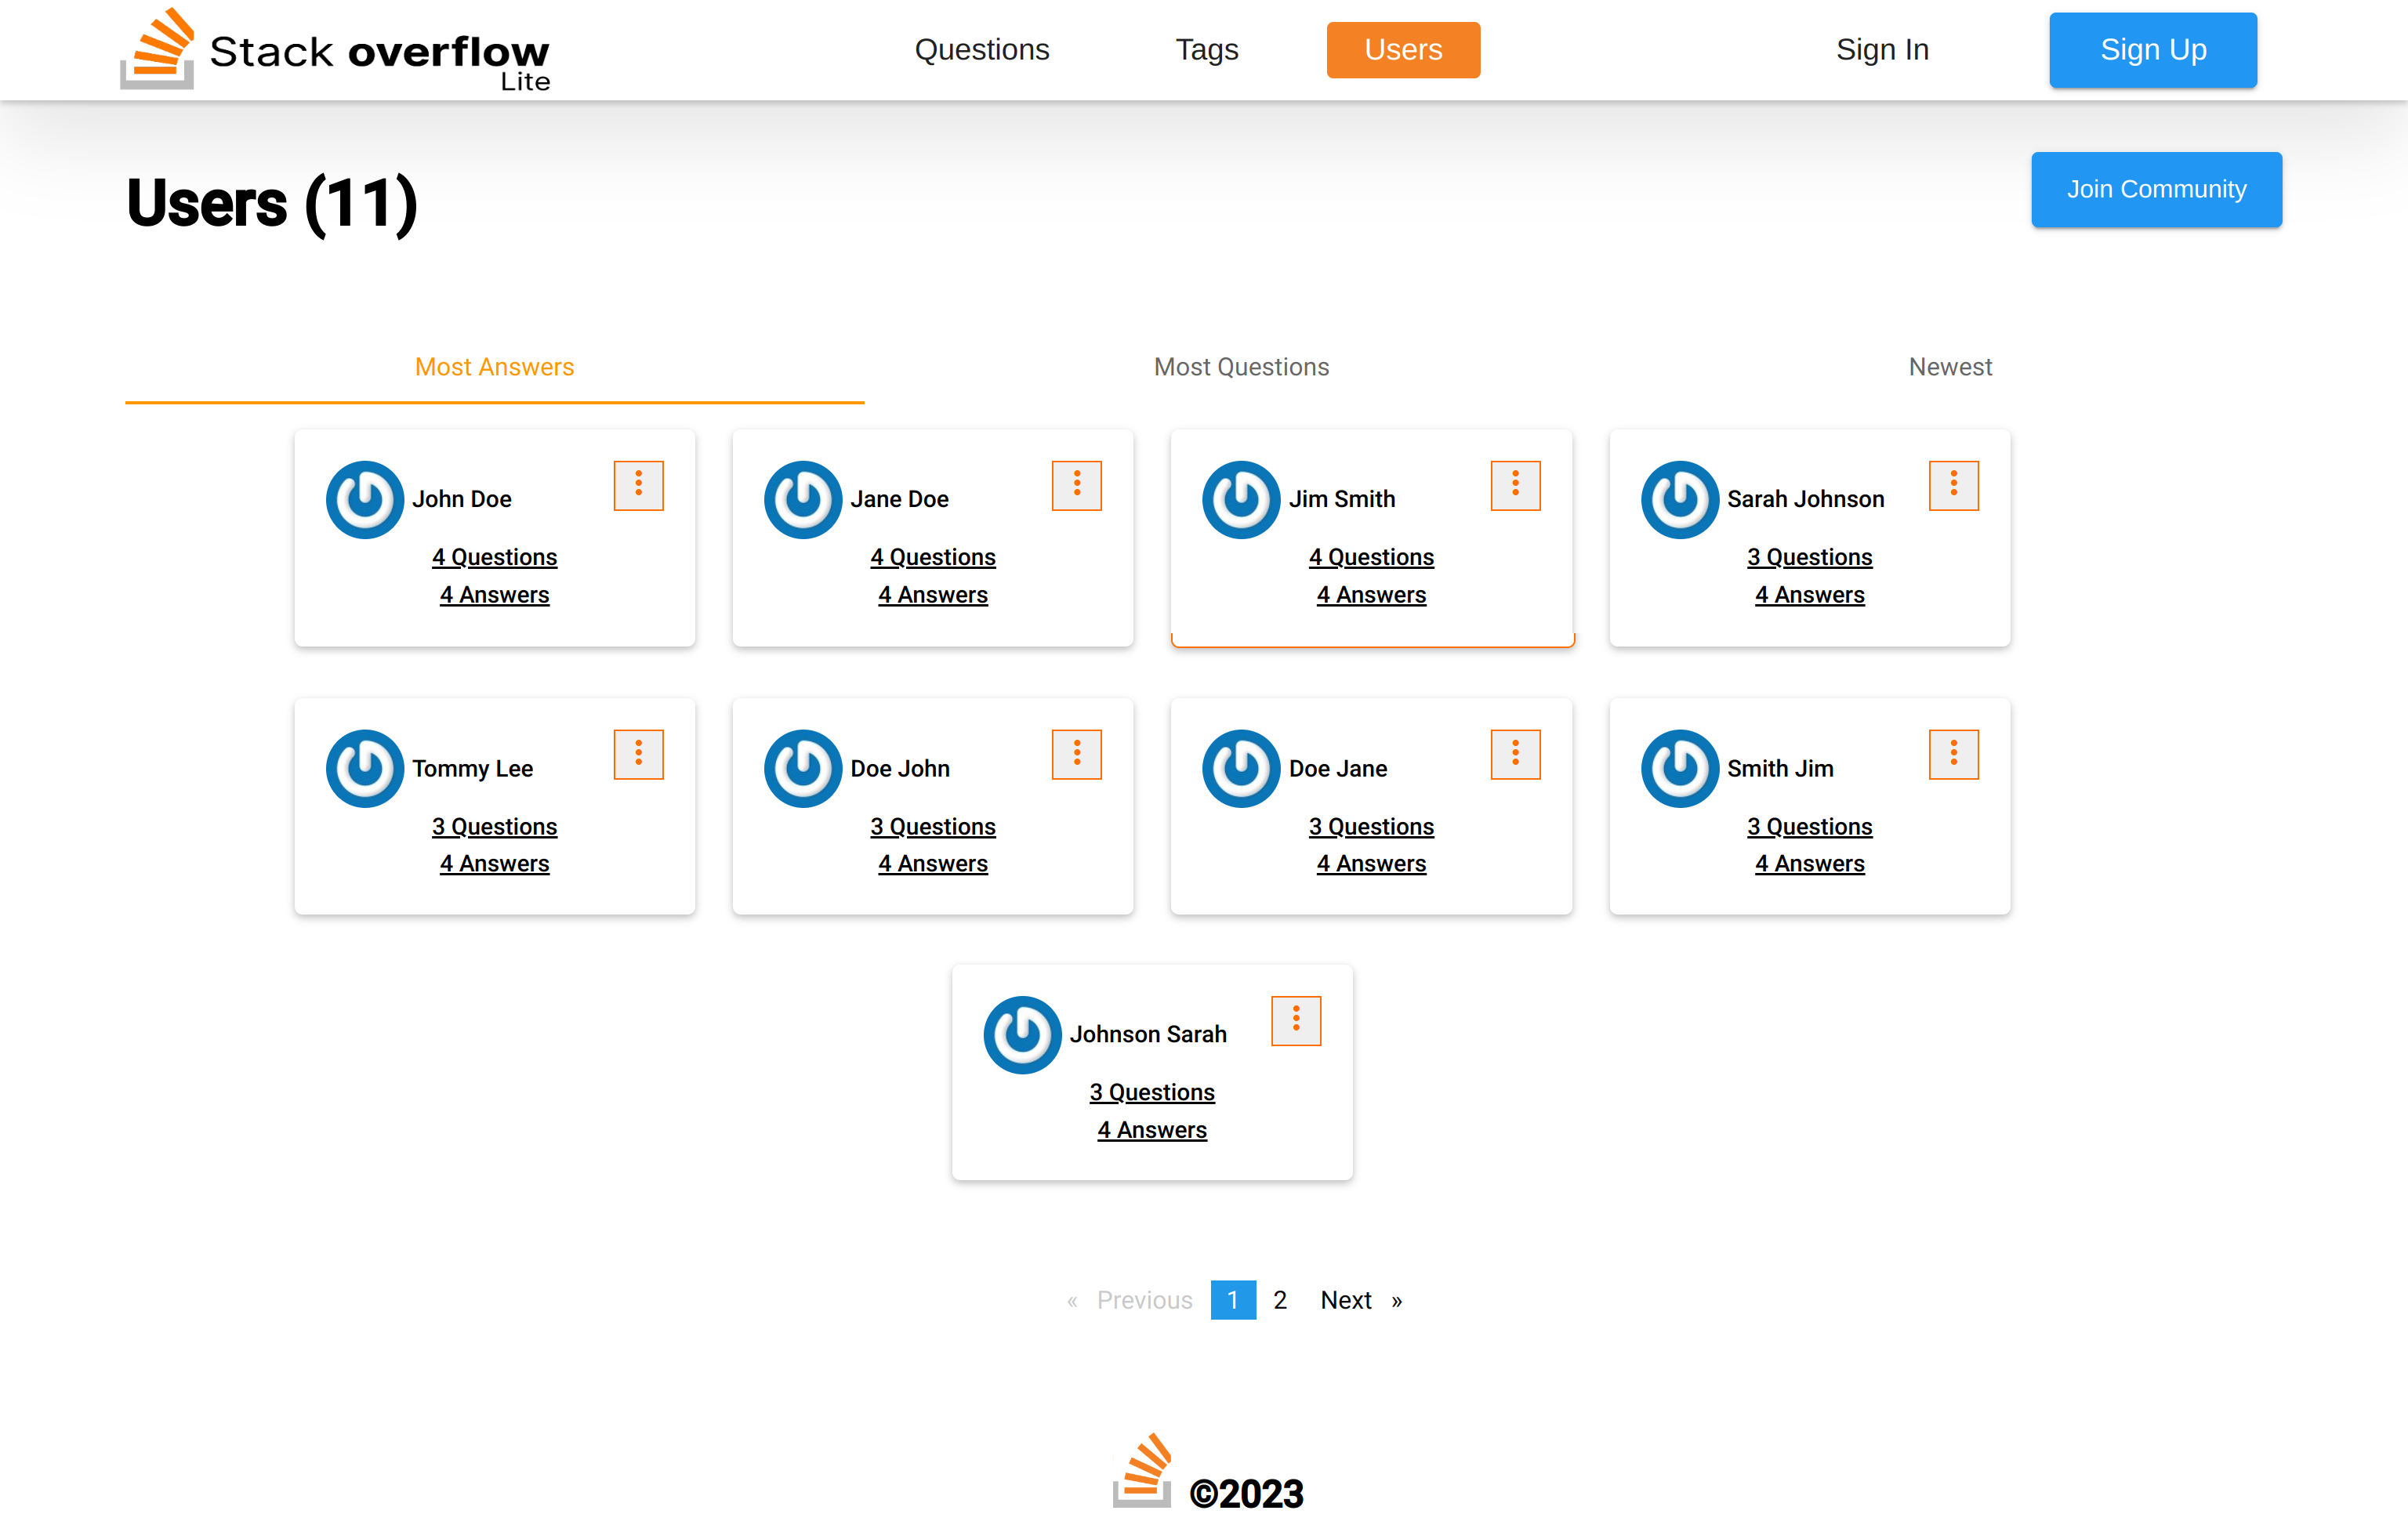 Stack overflow
Lite
Questions Tags Users Sign In Sign Up
Users (11)
Join Community
Most Answers Most Questions Newest
John Doe
4 Questions
4 Answers
Jane Doe
4 Questions
4 Answers
Jim Smith
4 Questions
4 Answers
Sarah Johnson
3 Questions
4 Answers
Tommy Lee
3 Questions
4 Answers
Doe John
3 Questions
4 Answers
Doe Jane
3 Questions
4 Answers
Smith Jim
3 Questions
4 Answers
Johnson Sarah
3 Questions
4 Answers
« Previous 1 2 Next »
©2023